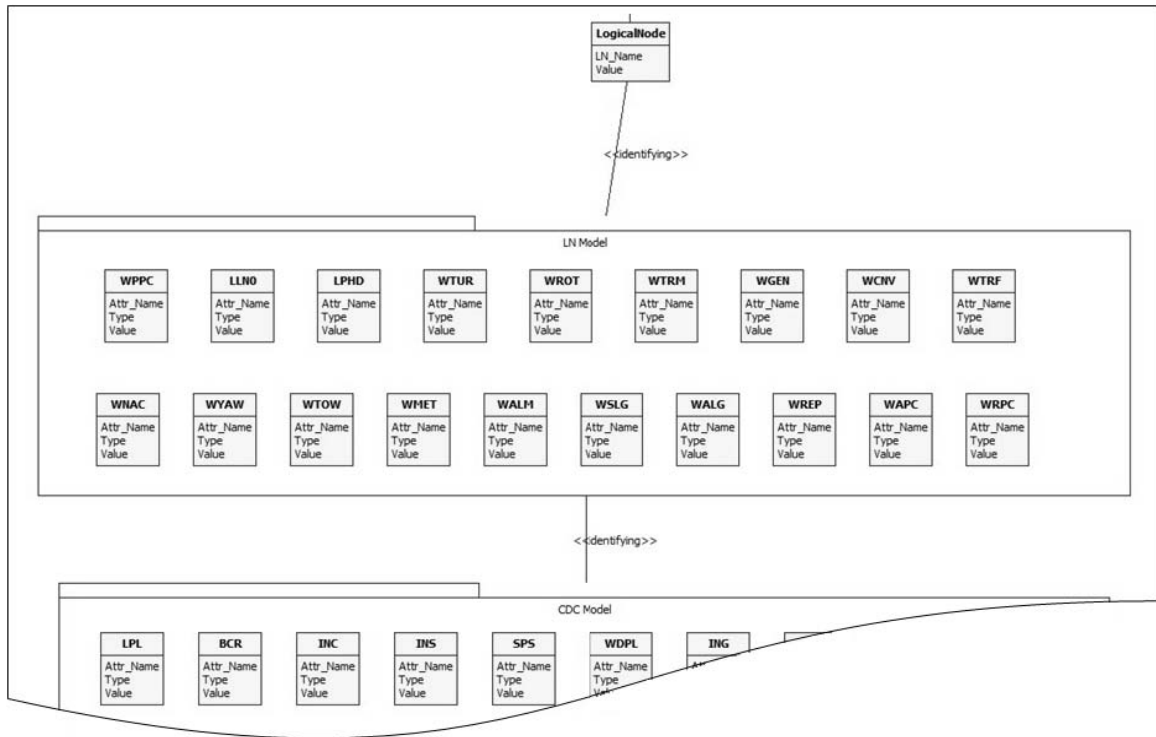 LogicalNode
LN_Name
Value
<<identifying>>
LN Model
WPPC LLN0 LPHD WTUR WROT WTRM WGEN WCNV WTRF
Attr_Name Attr_Name Attr_Name Attr_Name Attr_Name Attr_Name Attr_Name Attr_Name Attr_Name
Type Type Type Type Type Type Type Type Type
Value Value Value Value Value Value Value Value Value
WNAC WYAW WTOW WMET WALM WSLG WALG WREP WAPC WRPC
Attr_Name Attr_Name Attr_Name Attr_Name Attr_Name Attr_Name Attr_Name Attr_Name Attr_Name Attr_Name
Type Type Type Type Type Type Type Type Type Type
Value Value Value Value Value Value Value Value Value Value
<<identifying>>
CDC Model
LPL BCR INC INS SPS WDPL ING
Attr_Name Attr_Name Attr_Name Attr_Name Attr_Name Attr_Name
Type Type Type Type Type Type
Value Value Value Value Value